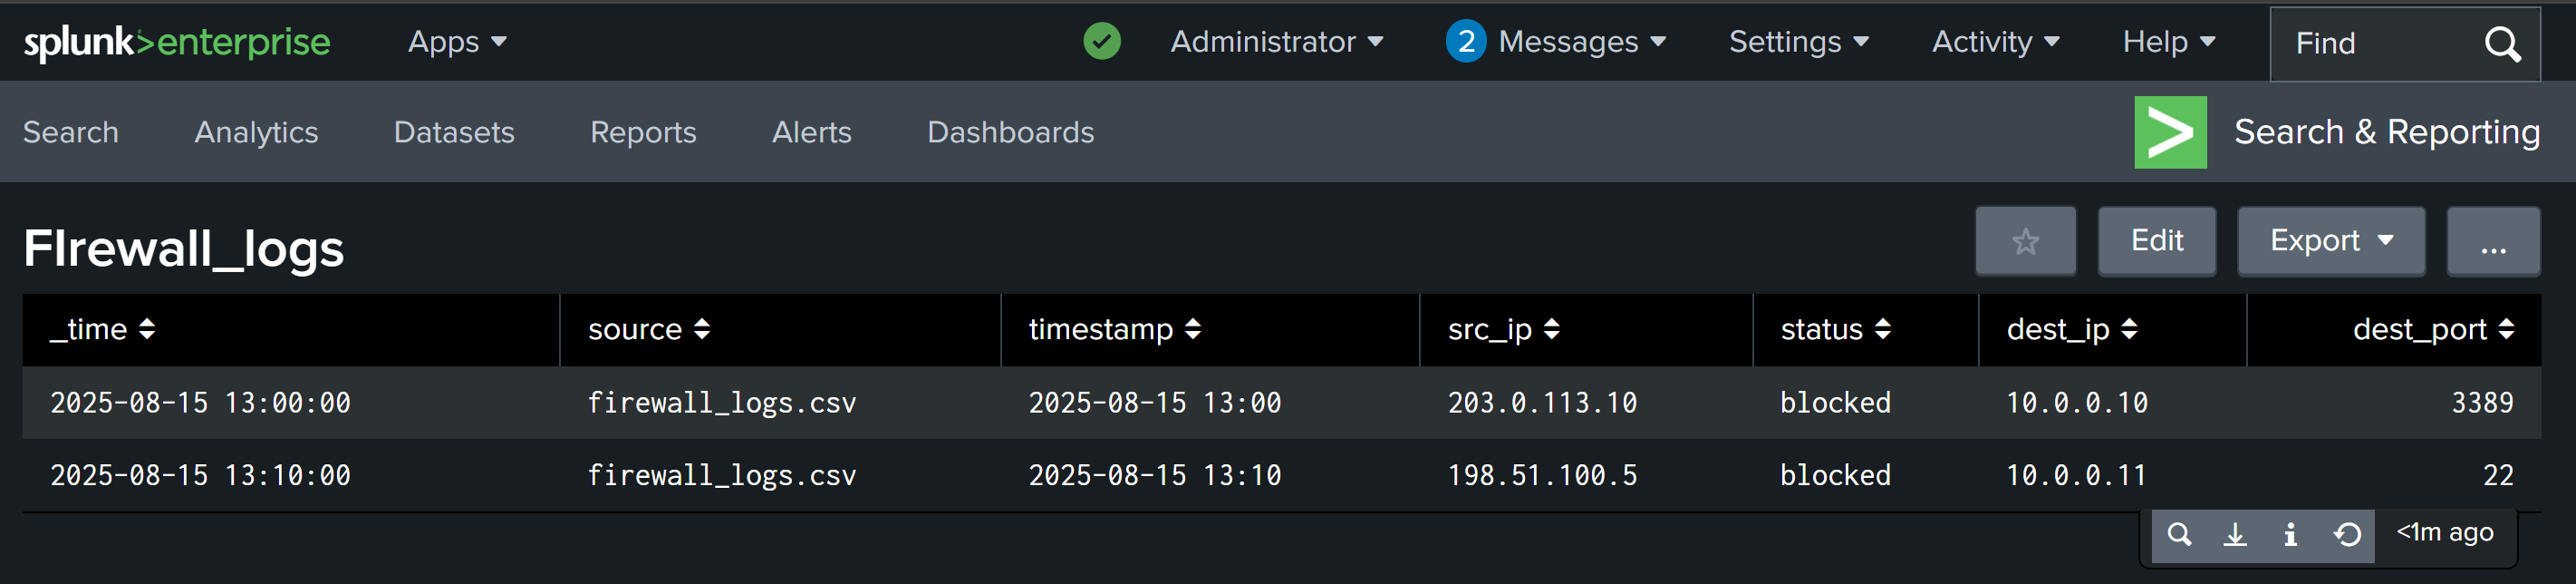 splunk>enterprise Apps Administrator 2 Messages Settings Activity Help Find
Search Analytics Datasets Reports Alerts Dashboards Search & Reporting
FIrewall_logs Edit Export ...
_time source timestamp src_ip status dest_ip dest_port
2025-08-15 13:00:00 firewall_logs.csv 2025-08-15 13:00 203.0.113.10 blocked 10.0.0.10 3389
2025-08-15 13:10:00 firewall_logs.csv 2025-08-15 13:10 198.51.100.5 blocked 10.0.0.11 22
<1m ago